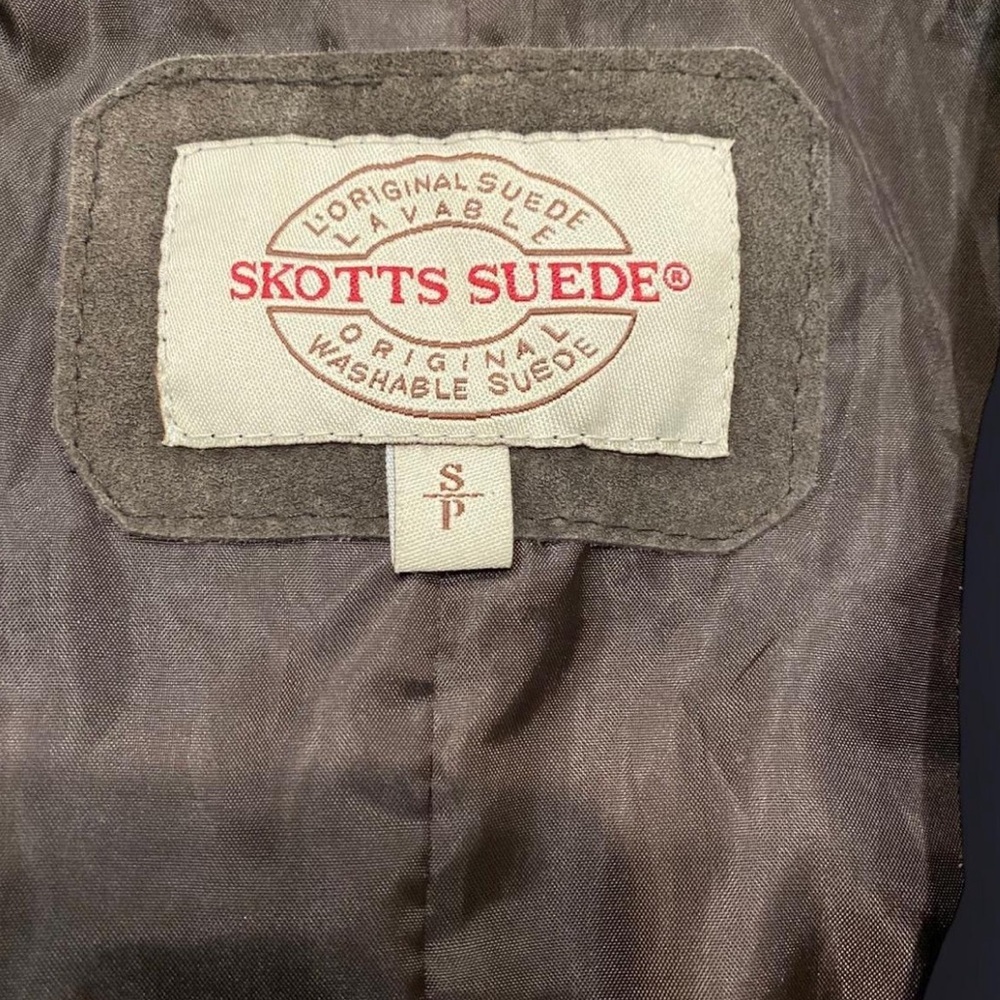 L'ORIGINAL SUEDE
LAVABLE
SKOTTS SUEDE®
ORIGINAL
WASHABLE SUEDE
S
P